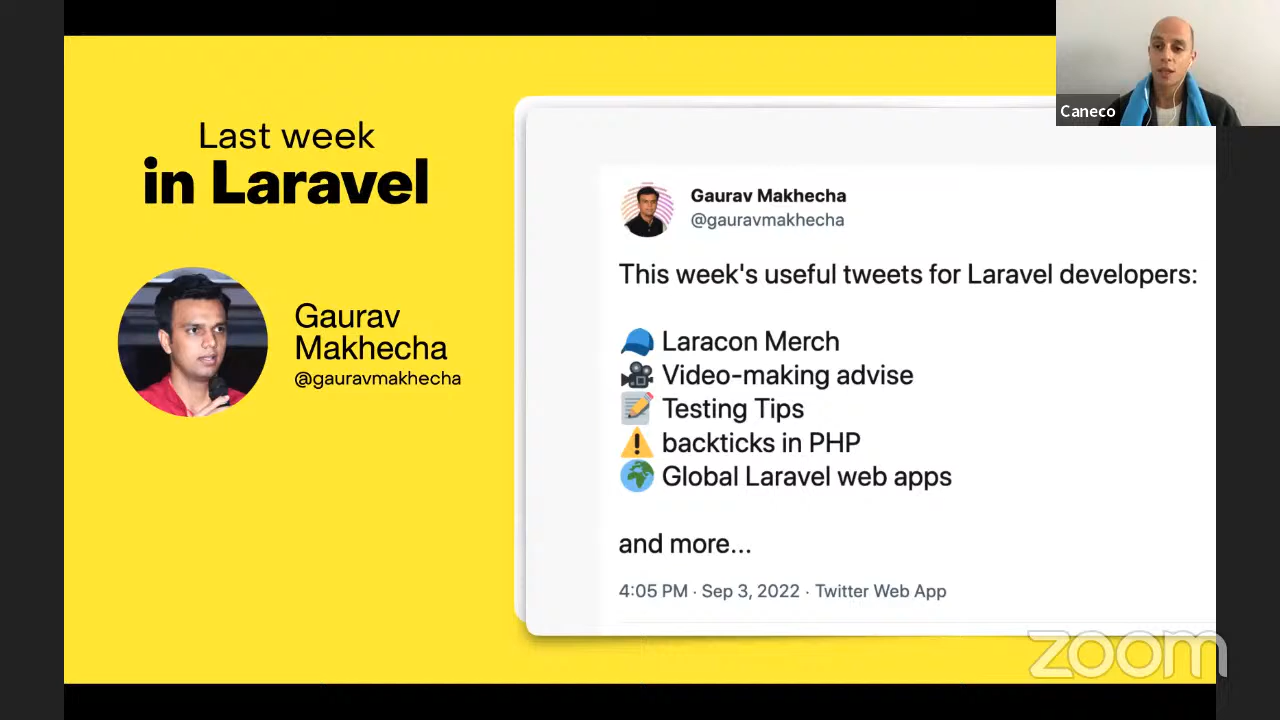 Last week
in Laravel
Gaurav
Makhecha
@gauravmakhecha
Gaurav Makhecha
@gauravmakhecha
This week's useful tweets for Laravel developers:
🧢 Laracon Merch
🎥 Video-making advise
📝 Testing Tips
⚠️ backticks in PHP
🌍 Global Laravel web apps
and more...
4:05 PM · Sep 3, 2022 · Twitter Web App
Caneco
zoom